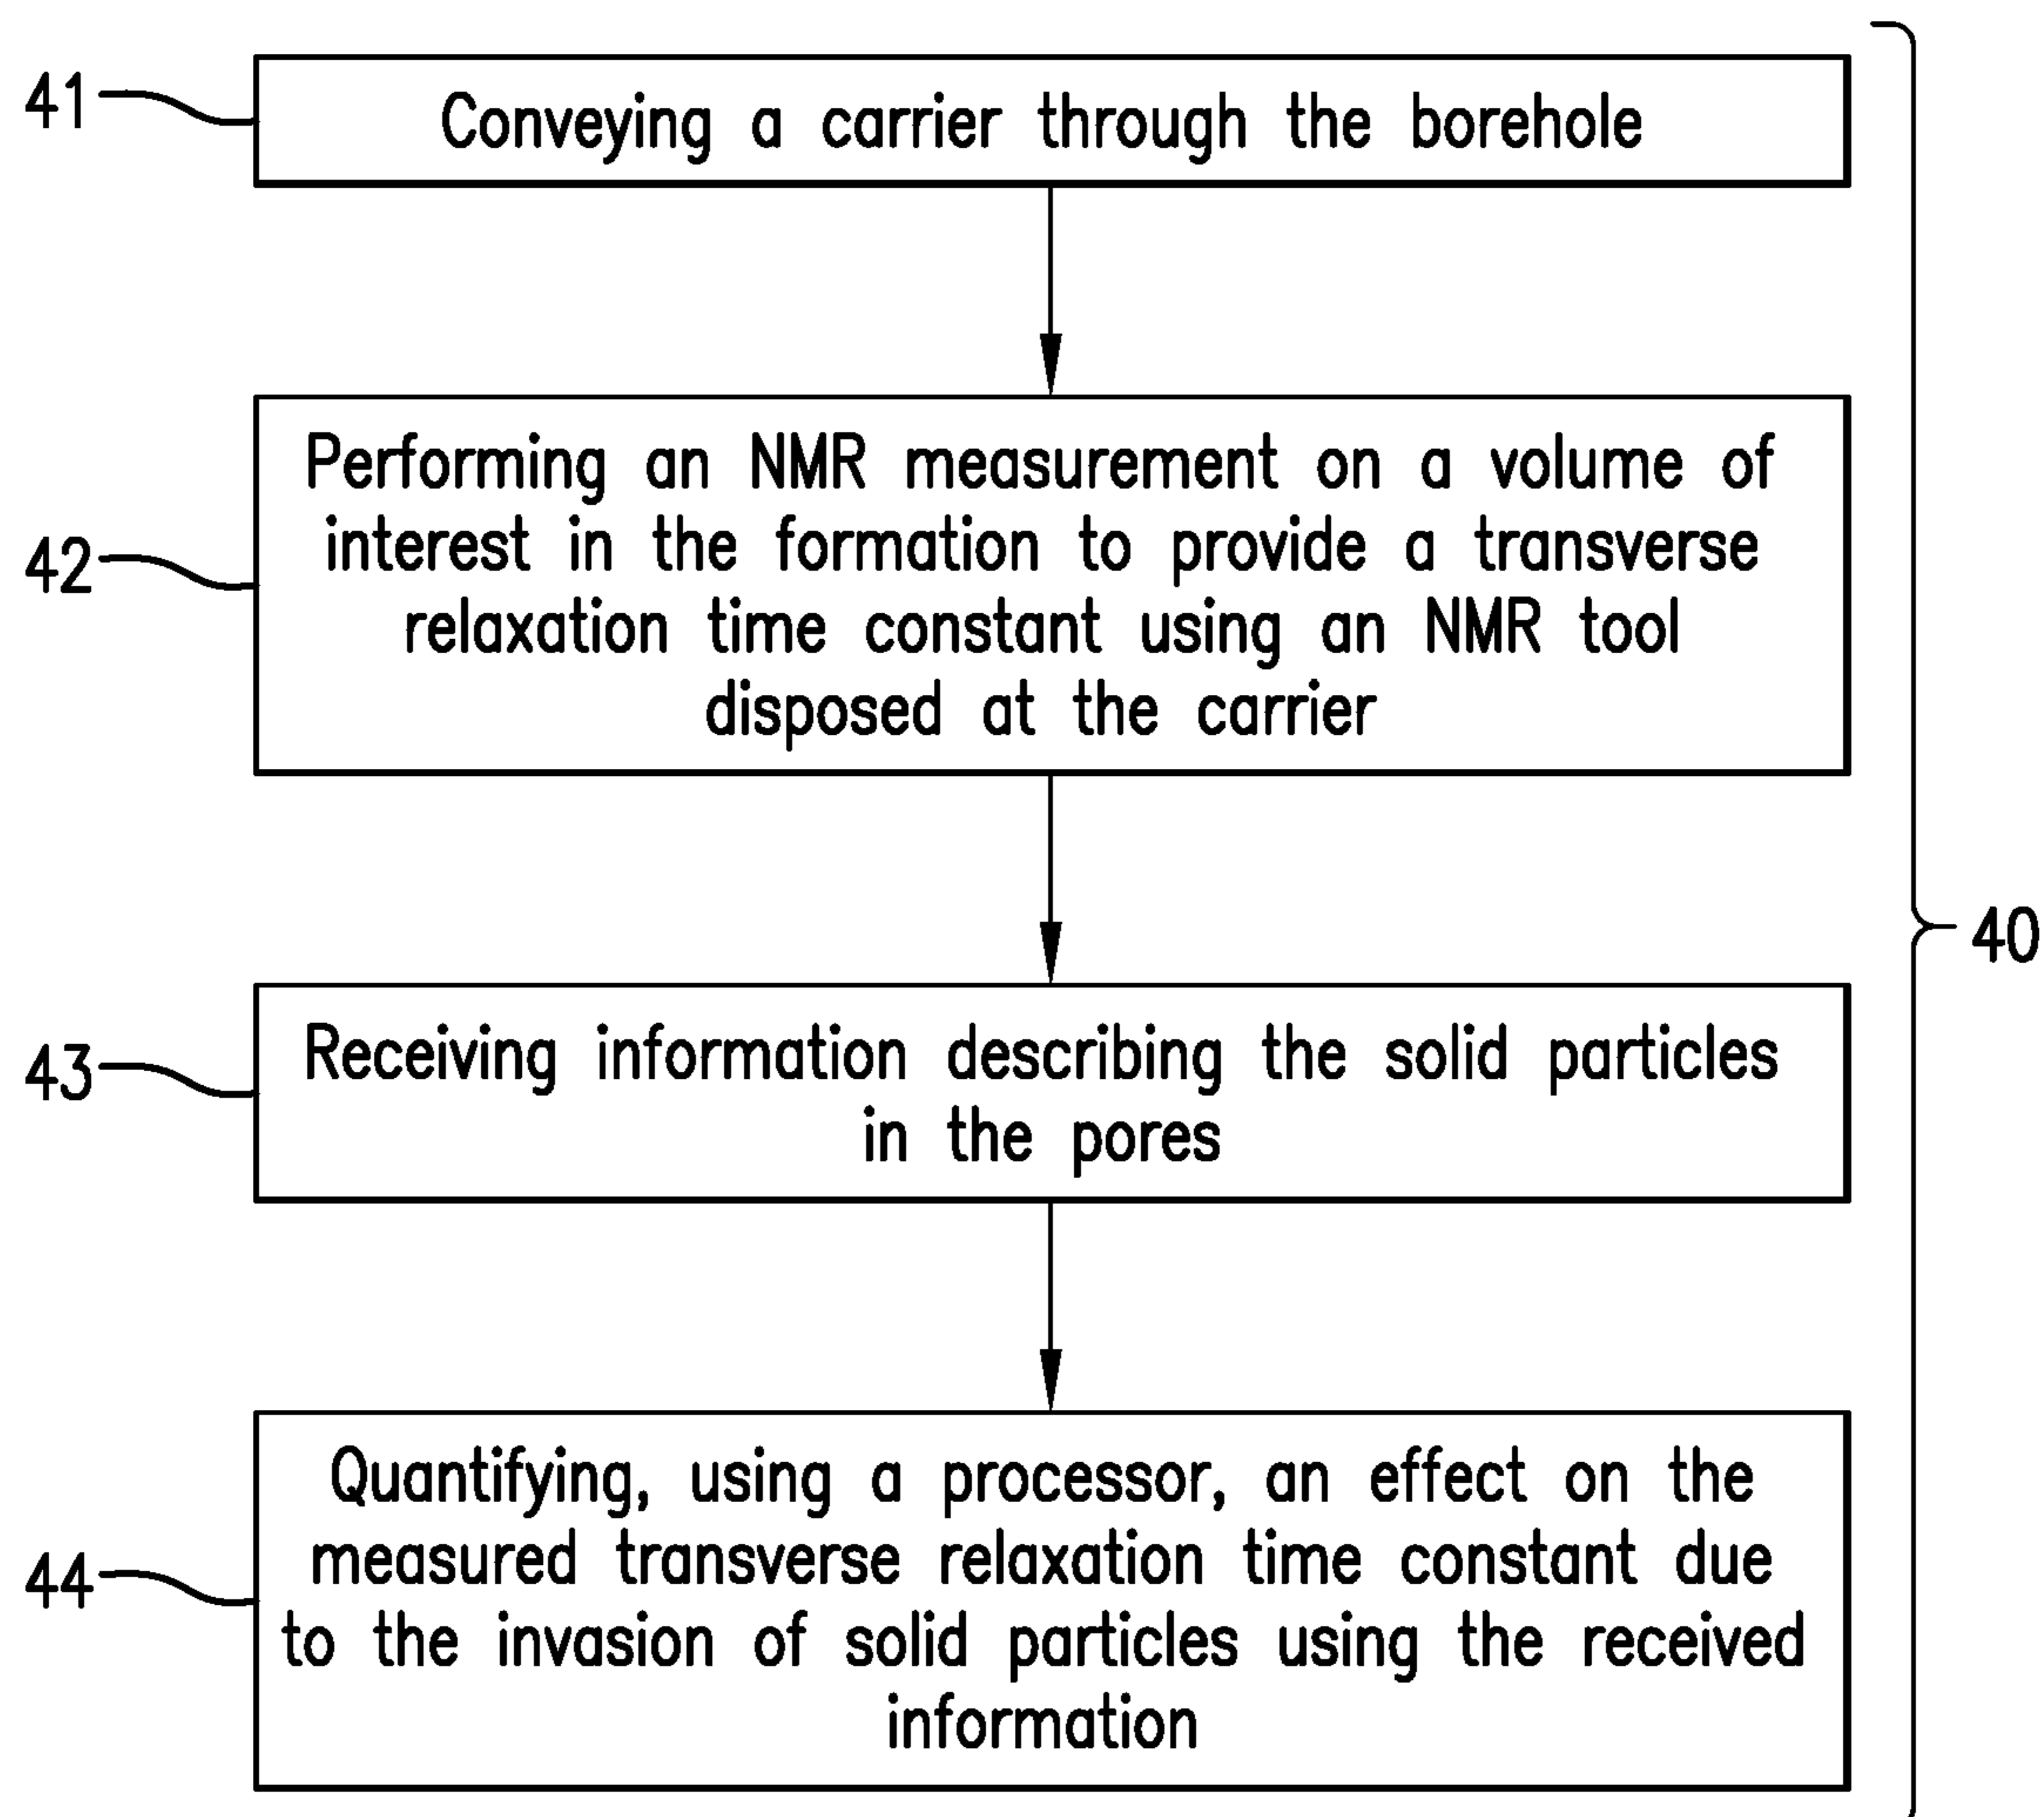 41
Conveying a carrier through the borehole
42
Performing an NMR measurement on a volume of
interest in the formation to provide a transverse
relaxation time constant using an NMR tool
disposed at the carrier
40
43
Receiving information describing the solid particles
in the pores
44
Quantifying, using a processor, an effect on the
measured transverse relaxation time constant due
to the invasion of solid particles using the received
information